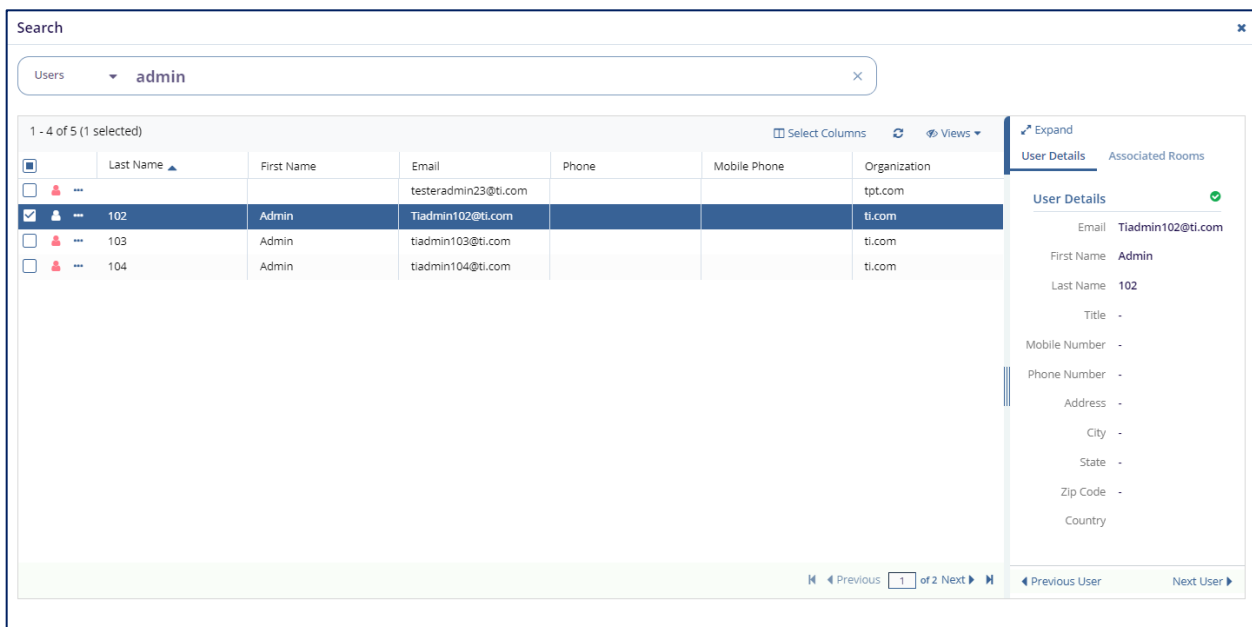 Search
Users admin
1 - 4 of 5 (1 selected) Select Columns Views
Last Name First Name Email Phone Mobile Phone Organization
testeradmin23@ti.com tpt.com
102 Admin Tiadmin102@ti.com ti.com
103 Admin tiadmin103@ti.com ti.com
104 Admin tiadmin104@ti.com ti.com
Previous 1 of 2 Next
Expand
User Details Associated Rooms
User Details
Email Tiadmin102@ti.com
First Name Admin
Last Name 102
Title -
Mobile Number -
Phone Number -
Address -
City -
State -
Zip Code -
Country
Previous User Next User